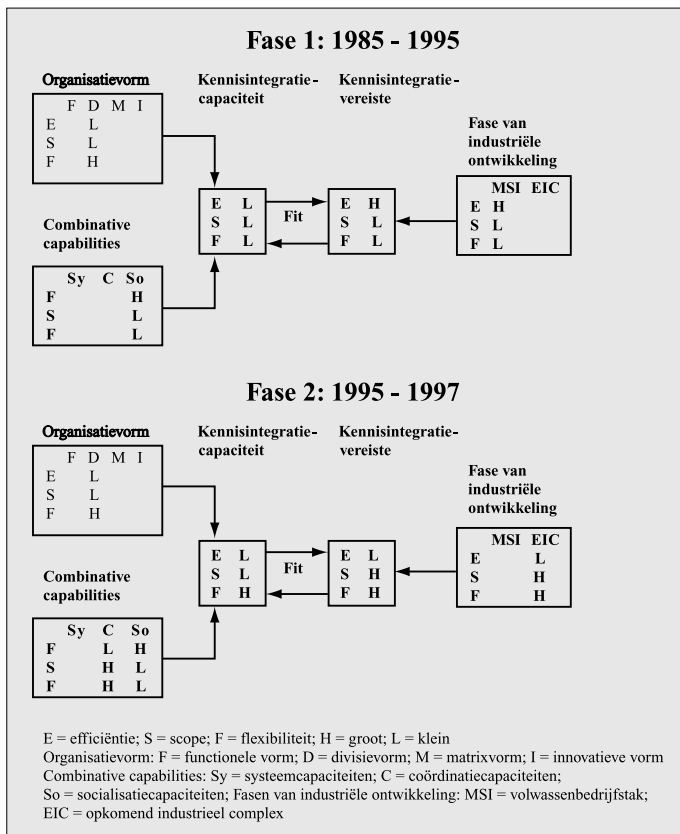 Fase 1: 1985 - 1995
Organisatievorm
F D M I
E L
S L
F H
Kennisintegratie-
capaciteit
Kennisintegratie-
vereiste
Fase van
industriële
ontwikkeling
MSI EIC
E H
S L
F L
E L
S L
F L
Fit
E H
S L
F L
Combinative
capabilities
Sy C So
F H
S L
F L
Fase 2: 1995 - 1997
Organisatievorm
F D M I
E L
S L
F H
Kennisintegratie-
capaciteit
Kennisintegratie-
vereiste
Fase van
industriële
ontwikkeling
MSI EIC
E L
S H
F H
E L
S L
F H
Fit
E L
S H
F H
Combinative
capabilities
Sy C So
F L H
S H L
F H L
E = efficiëntie; S = scope; F = flexibiliteit; H = groot; L = klein
Organisatievorm: F = functionele vorm; D = divisievorm; M = matrixvorm; I = innovatieve vorm
Combinative capabilities: Sy = systeemcapaciteiten; C = coördinatiecapaciteiten;
So = socialisatiecapaciteiten; Fasen van industriële ontwikkeling: MSI = volwassenbedrijfstak;
EIC = opkomend industrieel complex